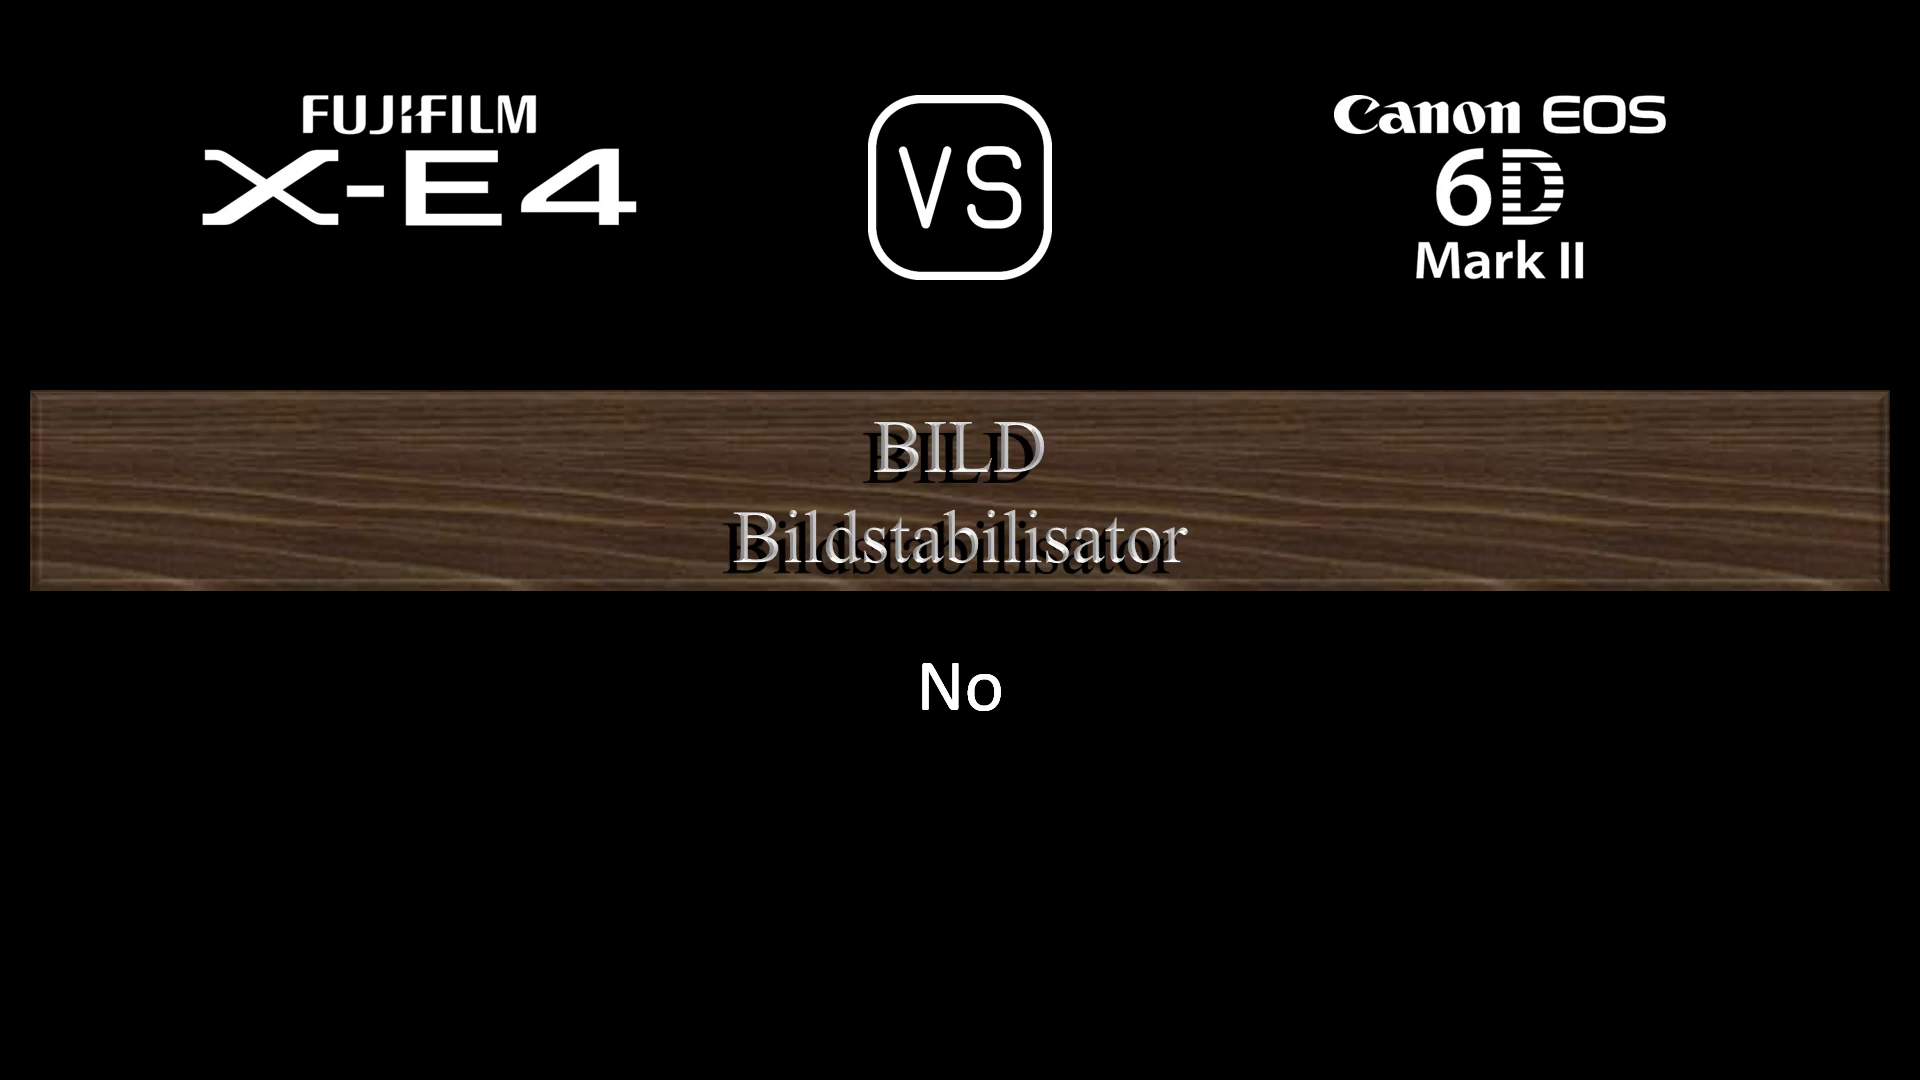 FUJIFILM
X-E4
VS
Canon EOS
6D
Mark II
BILD
Bildstabilisator
No